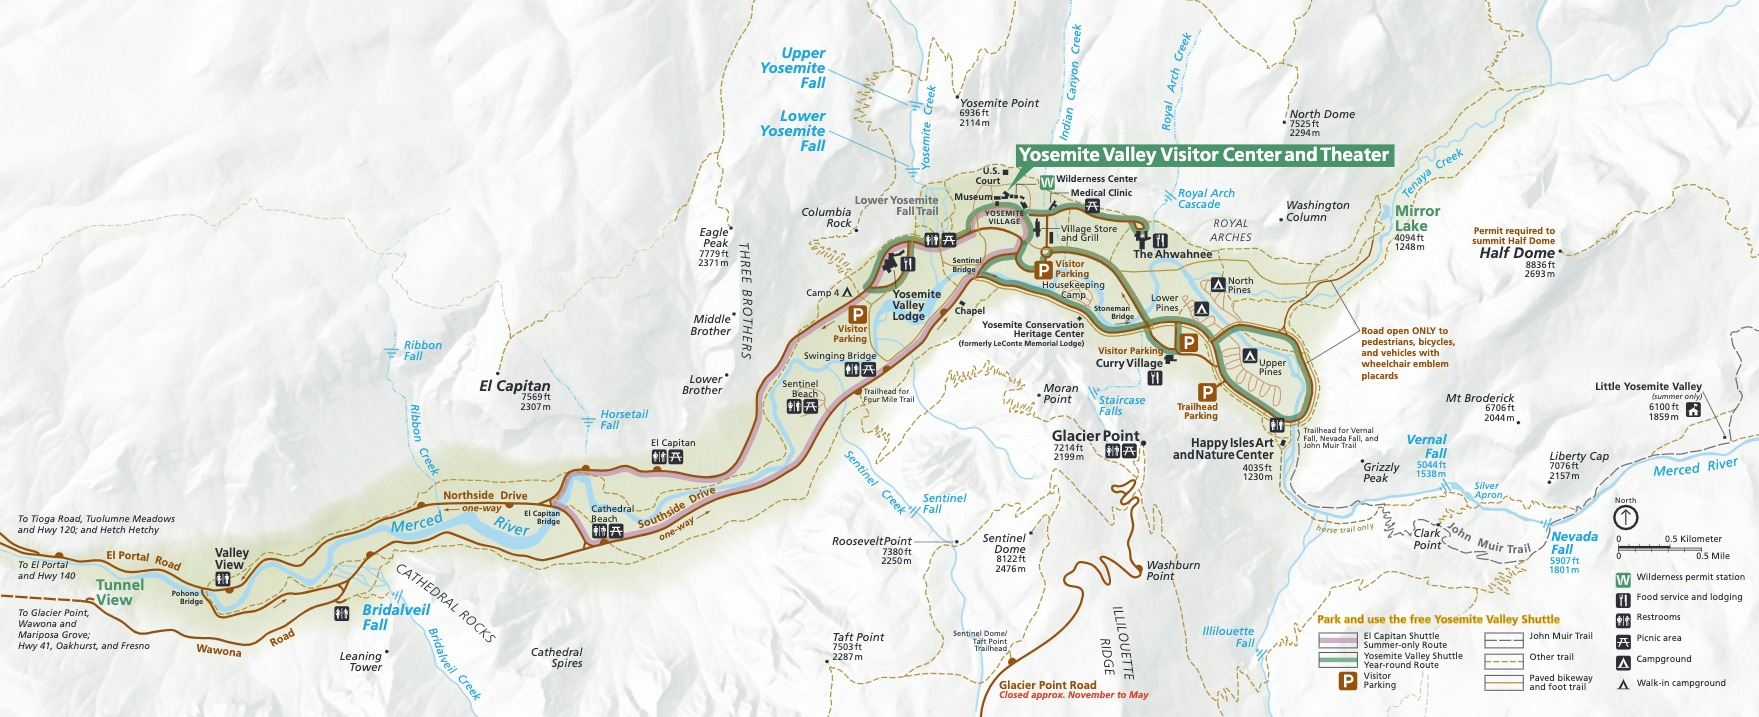 Upper
Yosemite
Fall
Lower
Yosemite
Fall
Yosemite Creek
Yosemite Point
6936 ft
2114 m
Indian Canyon Creek
Royal Arch Creek
North Dome
7525 ft
2294 m
Yosemite Valley Visitor Center and Theater
U.S.
Court
W
Wilderness Center
Medical Clinic
Museum
YOSEMITE
VILLAGE
Village Store
and Grill
Royal Arch
Cascade
ROYAL
ARCHES
Washington
Column
Tenaya Creek
Mirror
Lake
4094 ft
1248 m
Permit required to
summit Half Dome
Half Dome
8836 ft
2693 m
Lower Yosemite
Fall Trail
Columbia
Rock
Eagle
Peak
7779 ft
2371 m
THREE BROTHERS
Middle
Brother
Lower
Brother
Camp 4
P
Visitor
Parking
Yosemite
Valley
Lodge
Sentinel
Bridge
Chapel
P
Visitor
Parking
Housekeeping
Camp
The Ahwahnee
North
Pines
Lower
Pines
Stoneman
Bridge
Yosemite Conservation
Heritage Center
(formerly LeConte Memorial Lodge)
Visitor Parking
P
Curry Village
Upper
Pines
P
Trailhead
Parking
Road open ONLY to
pedestrians, bicycles,
and vehicles with
wheelchair emblem
placards
Swinging Bridge
Sentinel
Beach
Trailhead for
Four Mile Trail
Moran
Point
Staircase
Falls
Glacier Point
7214 ft
2199 m
Happy Isles Art
and Nature Center
4035 ft
1230 m
Trailhead for Vernal
Fall, Nevada Fall, and
John Muir Trail
Mt Broderick
6706 ft
2044 m
Little Yosemite Valley
(summer only)
6100 ft
1859 m
Vernal
Fall
5044 ft
1538 m
Grizzly
Peak
Liberty Cap
7076 ft
2157 m
Merced River
Silver
Apron
horse trail only
Clark
Point
John Muir Trail
Nevada
Fall
5907 ft
1801 m
Ribbon
Fall
Ribbon Creek
El Capitan
7569 ft
2307 m
Horsetail
Fall
El Capitan
Northside Drive
one-way
El Capitan
Bridge
Merced River
Cathedral
Beach
Southside Drive
one-way
Sentinel Creek
Sentinel
Fall
Roosevelt Point
7380 ft
2250 m
Sentinel
Dome
8122 ft
2476 m
Washburn
Point
ILLILOUETTE
RIDGE
Illilouette
Fall
Sentinel Dome/
Taft Point
Trailhead
Taft Point
7503 ft
2287 m
Glacier Point Road
Closed approx. November to May
To Tioga Road, Tuolumne Meadows
and Hwy 120; and Hetch Hetchy
El Portal Road
To El Portal
and Hwy 140
Tunnel
View
To Glacier Point,
Wawona and
Mariposa Grove;
Hwy 41, Oakhurst, and Fresno
Valley
View
Pohono
Bridge
Wawona Road
Bridalveil
Fall
Bridalveil Creek
CATHEDRAL ROCKS
Leaning
Tower
Cathedral
Spires
North
0 0.5 Kilometer
0 0.5 Mile
W Wilderness permit station
Food service and lodging
Restrooms
Picnic area
Campground
Walk-in campground
Park and use the free Yosemite Valley Shuttle
El Capitan Shuttle
Summer-only Route
Yosemite Valley Shuttle
Year-round Route
P Visitor
Parking
John Muir Trail
Other trail
Paved bikeway
and foot trail